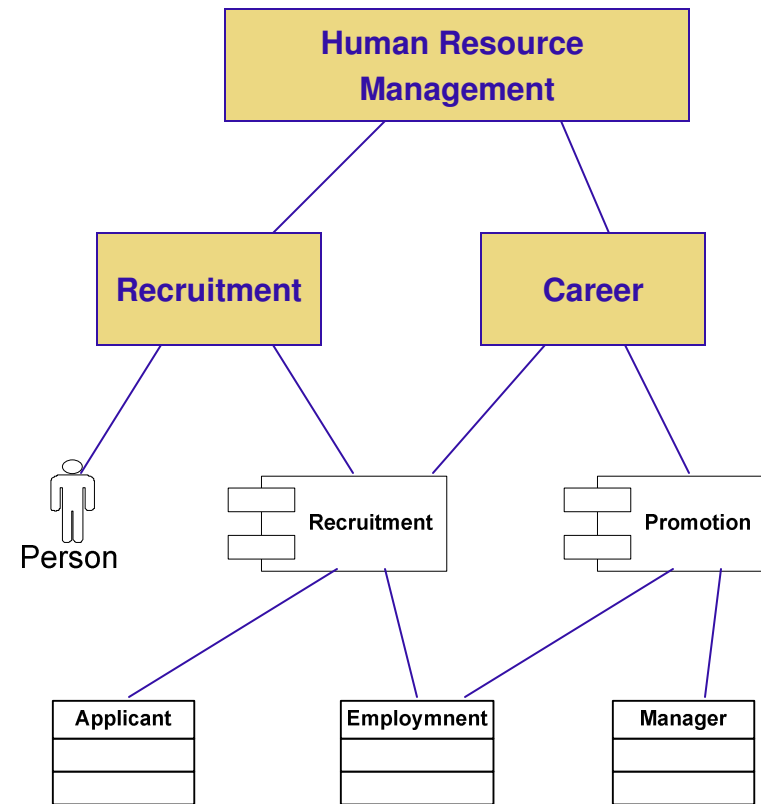 Human Resource
Management
Recruitment
Career
Person
Recruitment
Promotion
Applicant
Employmnent
Manager